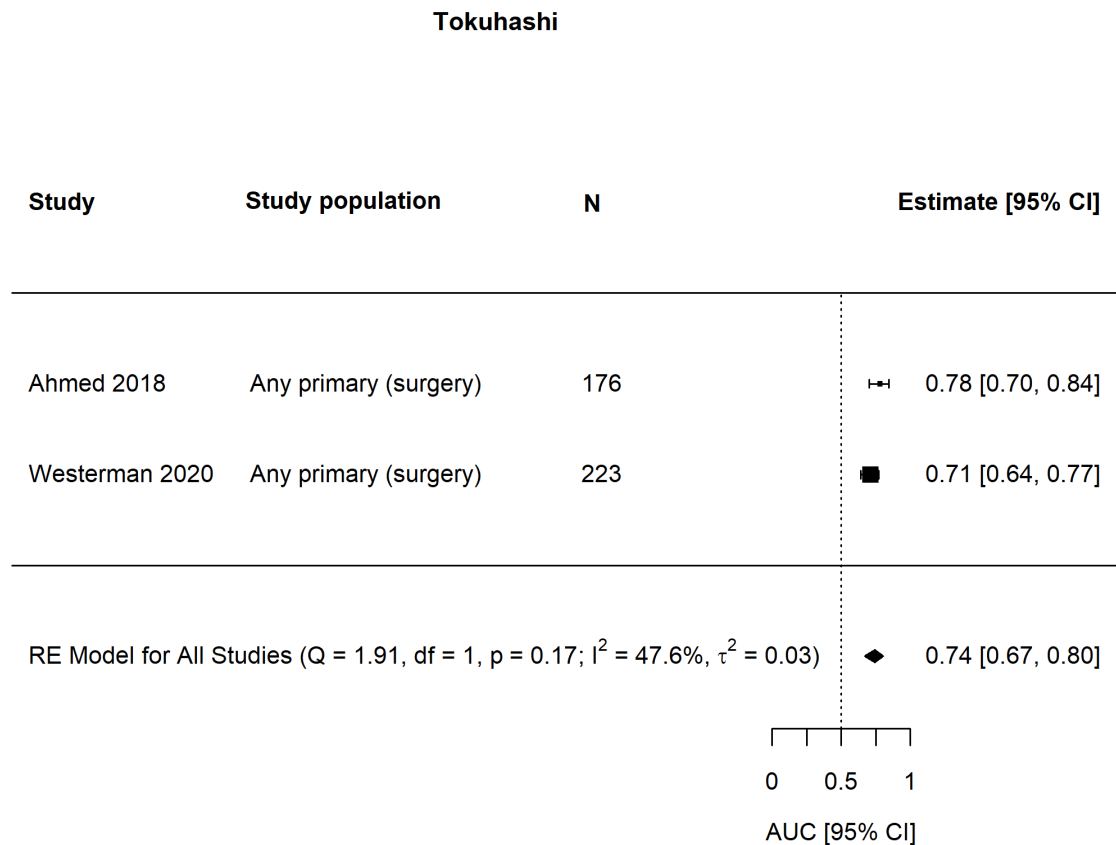 Tokuhashi
Study Study population N Estimate [95% CI]
Ahmed 2018 Any primary (surgery) 176 0.78 [0.70, 0.84]
Westerman 2020 Any primary (surgery) 223 0.71 [0.64, 0.77]
RE Model for All Studies (Q = 1.91, df = 1, p = 0.17; I² = 47.6%, τ² = 0.03) 0.74 [0.67, 0.80]
0 0.5 1
AUC [95% CI]